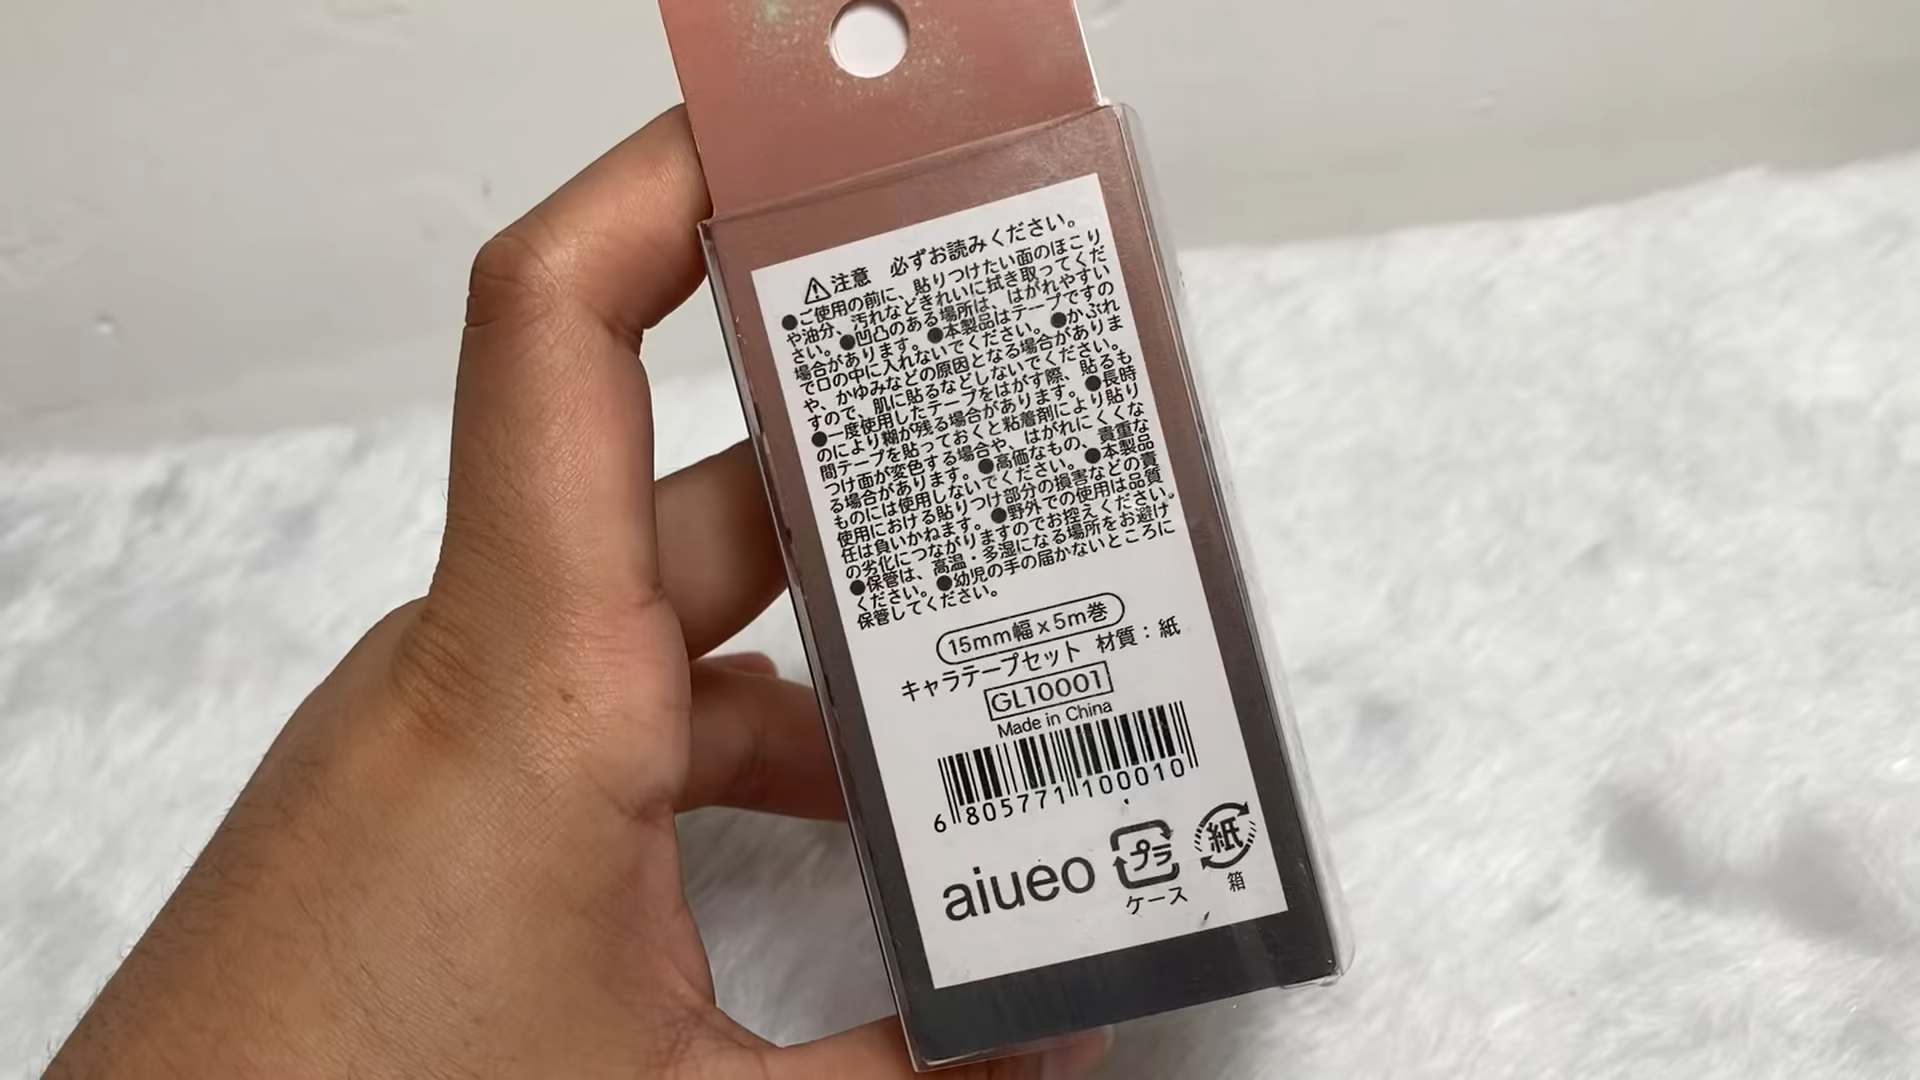 ⚠注意 必ずお読みください。
●ご使用の前に、貼りつけたい面のほこり
や油分、汚れなどきれいに拭き取ってくだ
さい。●凹凸のある場所は、はがれやすい
場合があります。●本製品はテープですの
で口の中に入れないでください。●かぶれ
や、かゆみなどの原因となる場合がありま
すので、肌に貼るなどしないでください。
●一度使用したテープをはがす際、貼るも
のにより糊が残る場合があります。●長時
間テープを貼っておくと粘着剤により貼り
つけ面が変色する場合や、はがれにくくな
る場合があります。●高価なもの、貴重な
ものには使用しないでください。●本製品
使用における貼りつけ部分の損害などの責
任は負いかねます。●野外での使用は品質
の劣化につながりますのでお控えください。
●保管は、高温・多湿になる場所をお避け
ください。●幼児の手の届かないところに
保管してください。
15mm幅x5m巻
キャラテープセット 材質：紙
GL10001
Made in China
6 805771 100010
aiueo プラ 紙
ケース 箱